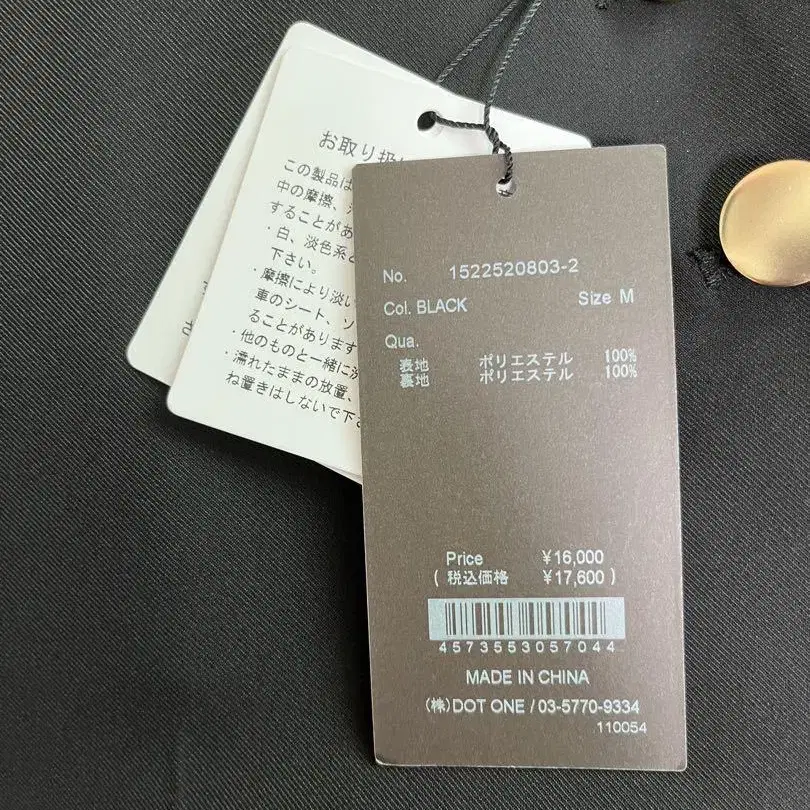 お取り扱い
この製品は
中の摩擦、
することがあ
・白、淡色系と
下さい。
・摩擦により淡い
車のシート、ソ
ることがあります
・他のものと一緒に洗
・濡れたままの放置、
ね置きはしないで下さ
No. 1522520803-2
Col. BLACK Size M
Qua.
表地 ポリエステル 100%
裏地 ポリエステル 100%
Price ¥16,000
( 税込価格 ¥17,600 )
4573553057044
MADE IN CHINA
(株)DOT ONE / 03-5770-9334
110054